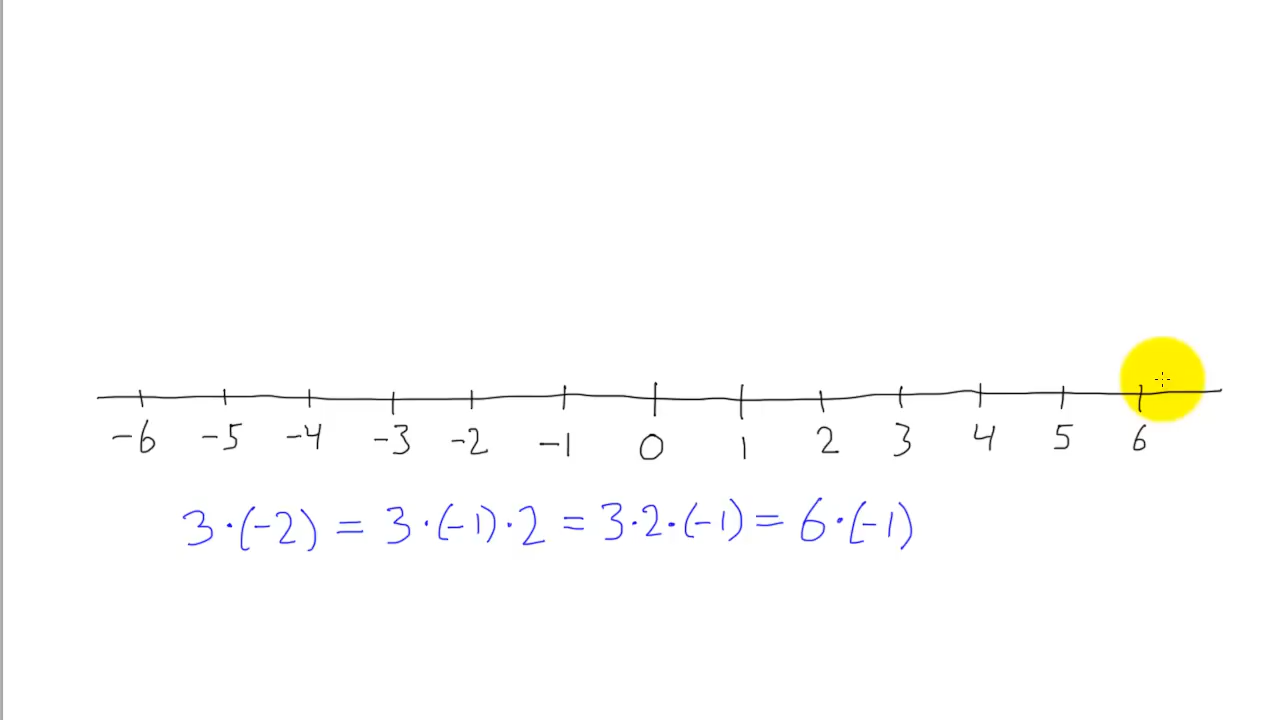 -6 -5 -4 -3 -2 -1 0 1 2 3 4 5 6
3·(-2) = 3·(-1)·2 = 3·2·(-1) = 6·(-1)